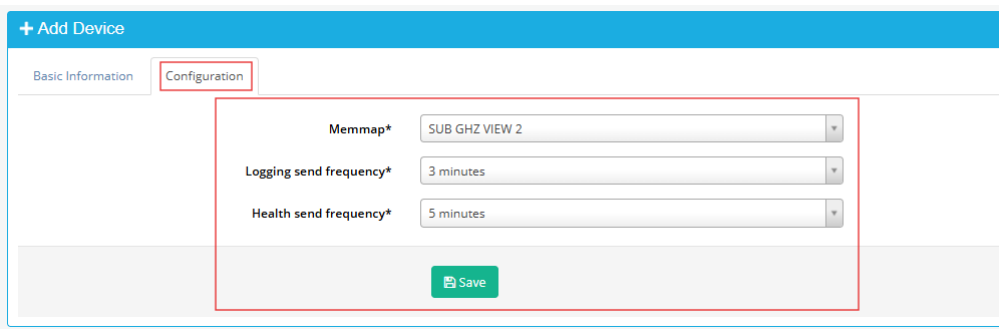 Add Device
Basic Information Configuration
Memmap* SUB GHZ VIEW 2
Logging send frequency* 3 minutes
Health send frequency* 5 minutes
Save